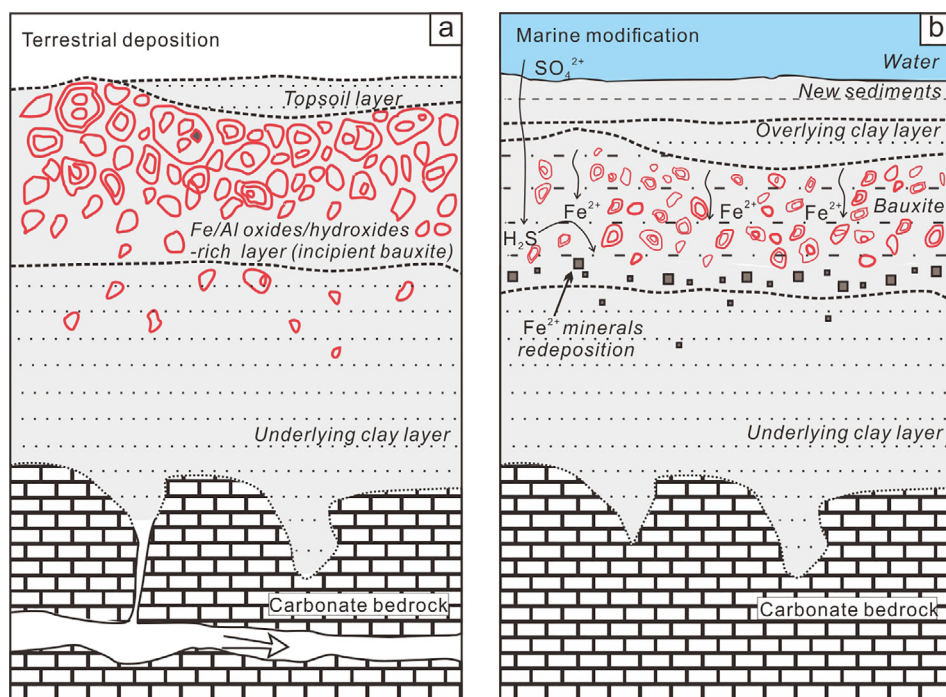 a
Terrestrial deposition
Topsoil layer
Fe/Al oxides/hydroxides
-rich layer (incipient bauxite)
Underlying clay layer
Carbonate bedrock
b
Marine modification
SO₄²⁺
Water
New sediments
Overlying clay layer
Bauxite
Fe²⁺
Fe²⁺
Fe²⁺
H₂S
Fe²⁺ minerals
redeposition
Underlying clay layer
Carbonate bedrock